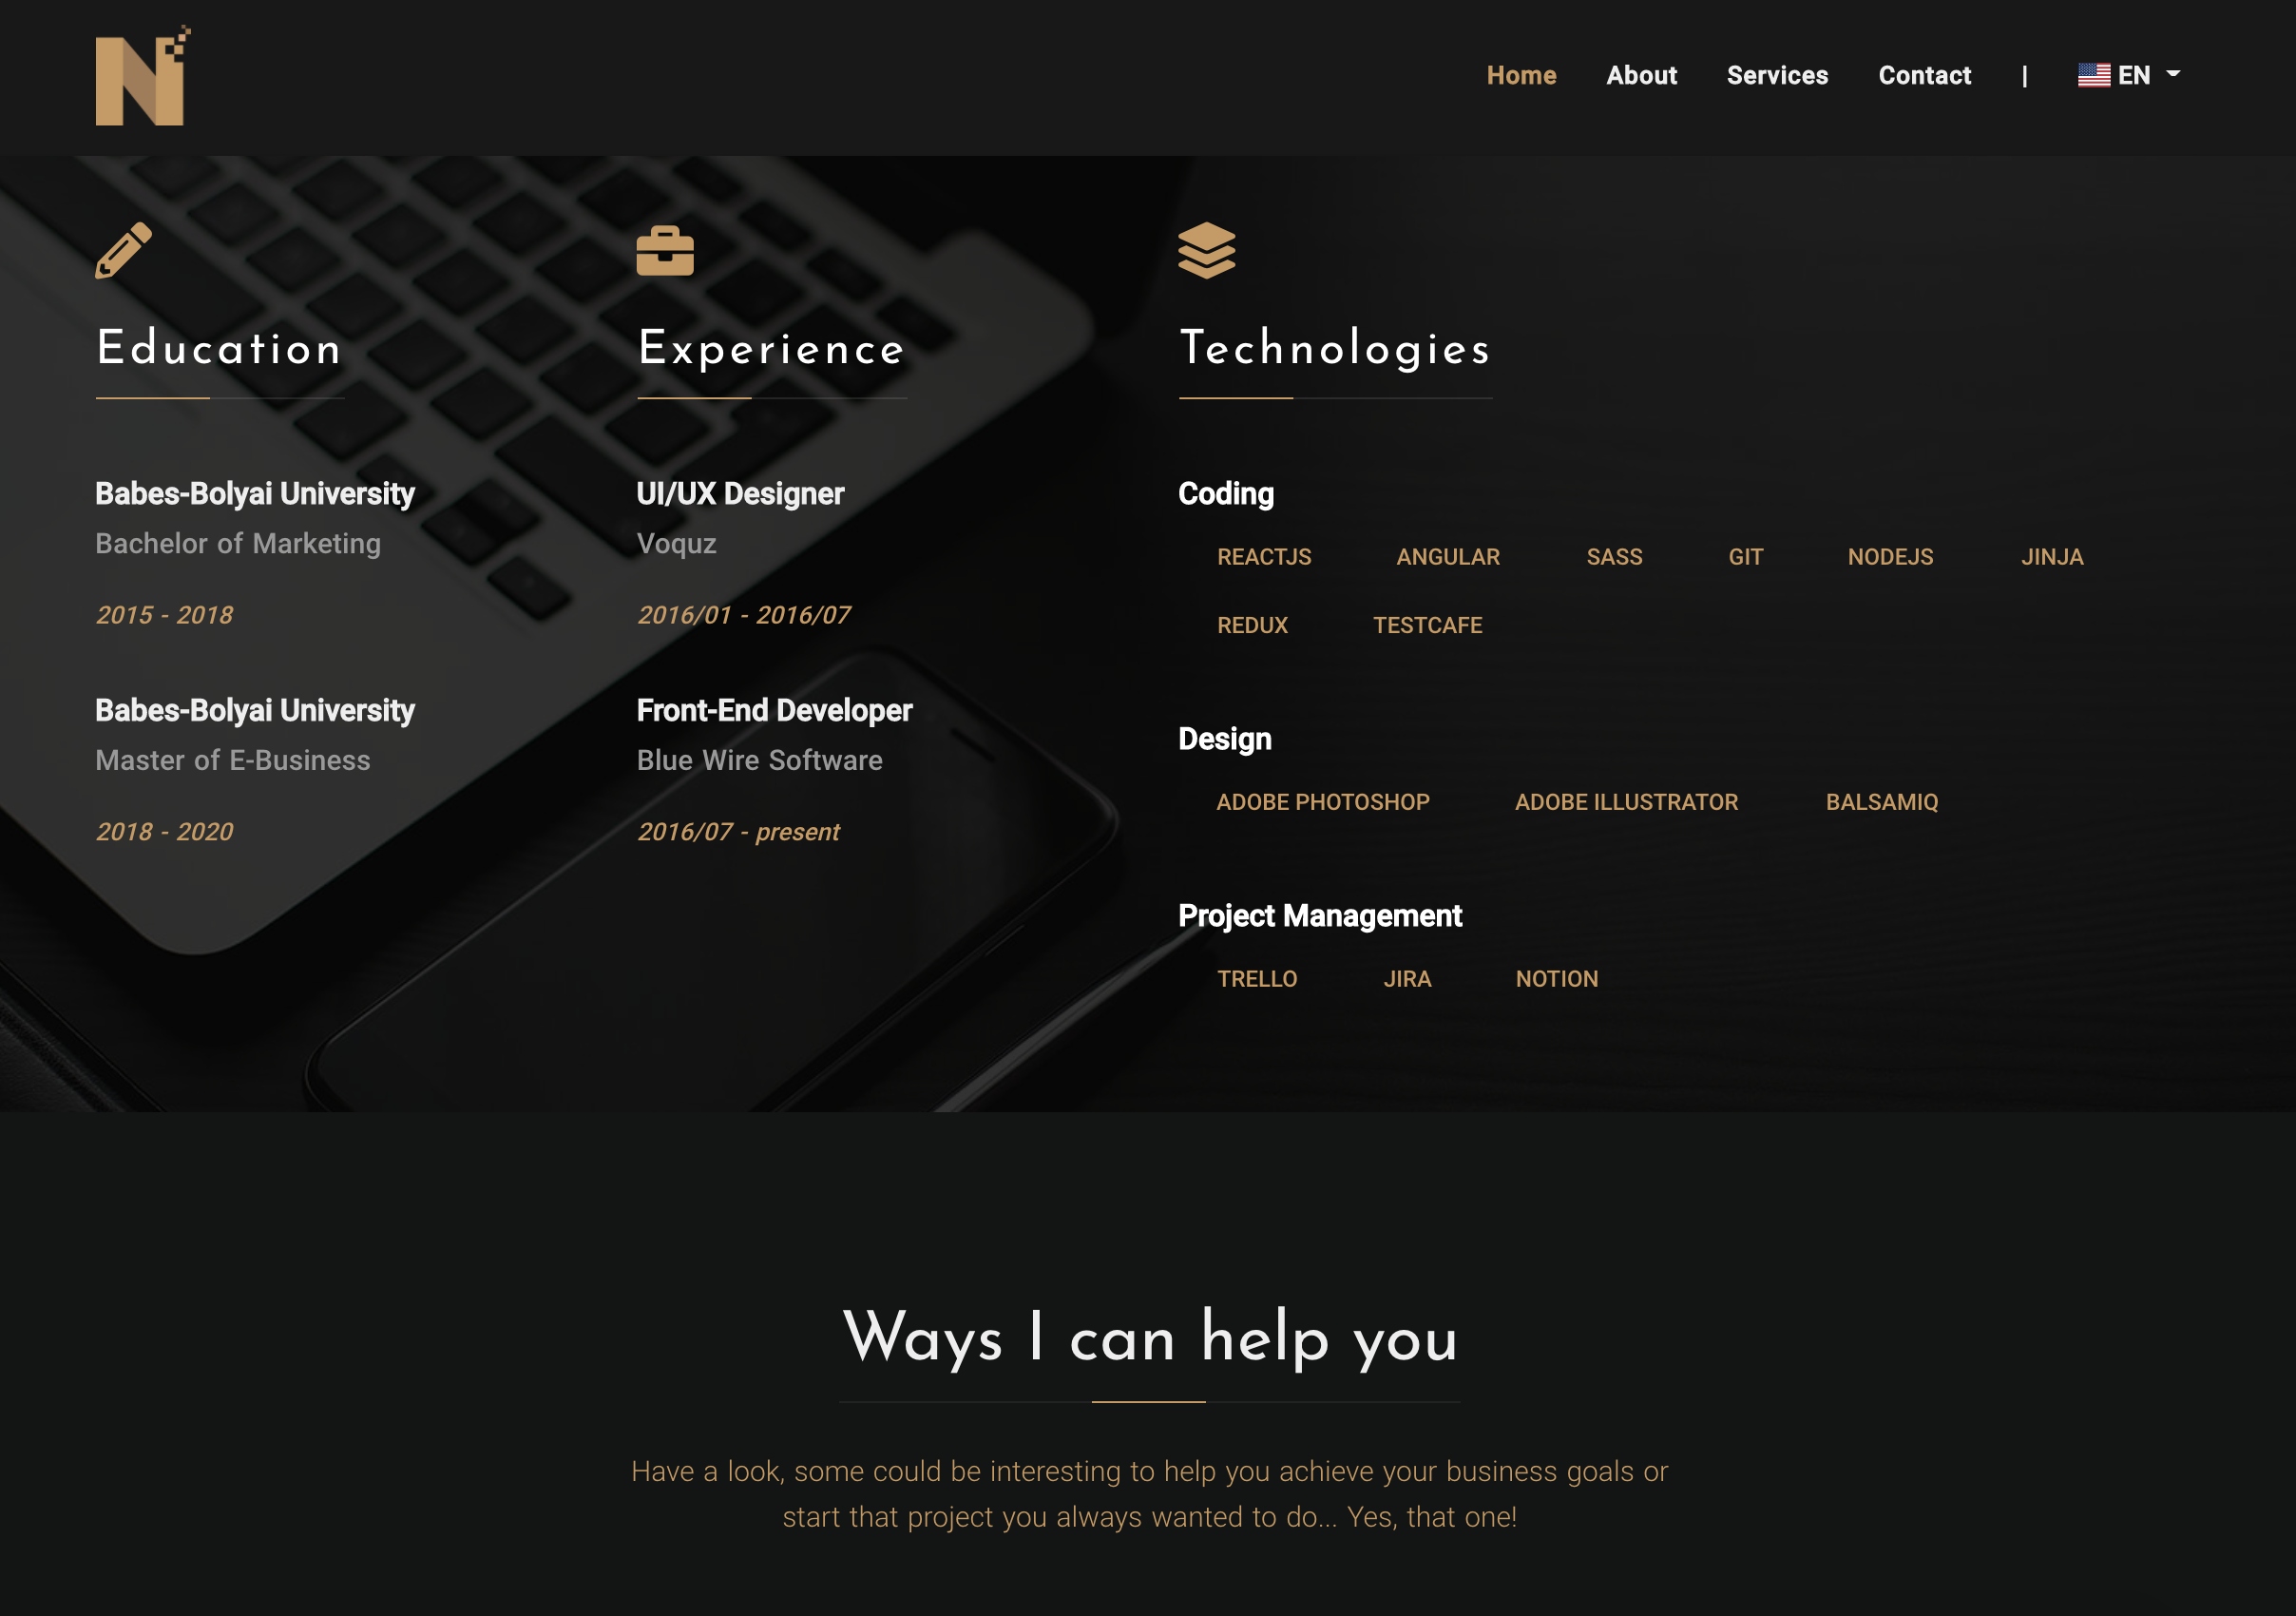 Home About Services Contact | EN
Education
Babes-Bolyai University
Bachelor of Marketing
2015 - 2018
Babes-Bolyai University
Master of E-Business
2018 - 2020
Experience
UI/UX Designer
Voquz
2016/01 - 2016/07
Front-End Developer
Blue Wire Software
2016/07 - present
Technologies
Coding
REACTJS ANGULAR SASS GIT NODEJS JINJA
REDUX TESTCAFE
Design
ADOBE PHOTOSHOP ADOBE ILLUSTRATOR BALSAMIQ
Project Management
TRELLO JIRA NOTION
Ways I can help you
Have a look, some could be interesting to help you achieve your business goals or
start that project you always wanted to do... Yes, that one!